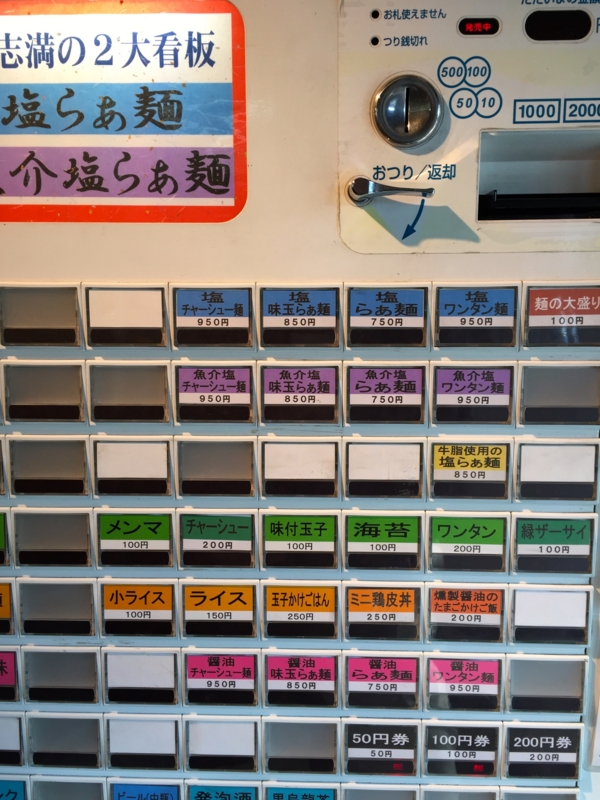 志満の2大看板
塩らぁ麺
介塩らぁ麺
お札使えません
つり銭切れ
発売中
500 100
50 10
1000 2000
おつり／返却
塩
チャーシュー麺
950円
塩
味玉らぁ麺
850円
塩
らぁ麺
750円
塩
ワンタン麺
950円
麺の大盛り
100円
魚介塩
チャーシュー麺
950円
魚介塩
味玉らぁ麺
850円
魚介塩
らぁ麺
750円
魚介塩
ワンタン麺
950円
牛脂使用の
塩らぁ麺
850円
メンマ
100円
チャーシュー
200円
味付玉子
100円
海苔
100円
ワンタン
200円
緑ザーサイ
100円
小ライス
100円
ライス
150円
玉子かけごはん
250円
ミニ鶏皮丼
250円
燻製醤油の
たまごかけご飯
200円
味
醤油
チャーシュー麺
950円
醤油
味玉らぁ麺
850円
醤油
らぁ麺
750円
醤油
ワンタン麺
950円
50円券
50円
100円券
100円
200円券
200円
ンク
ビール(中瓶)
発泡酒
黒烏龍茶